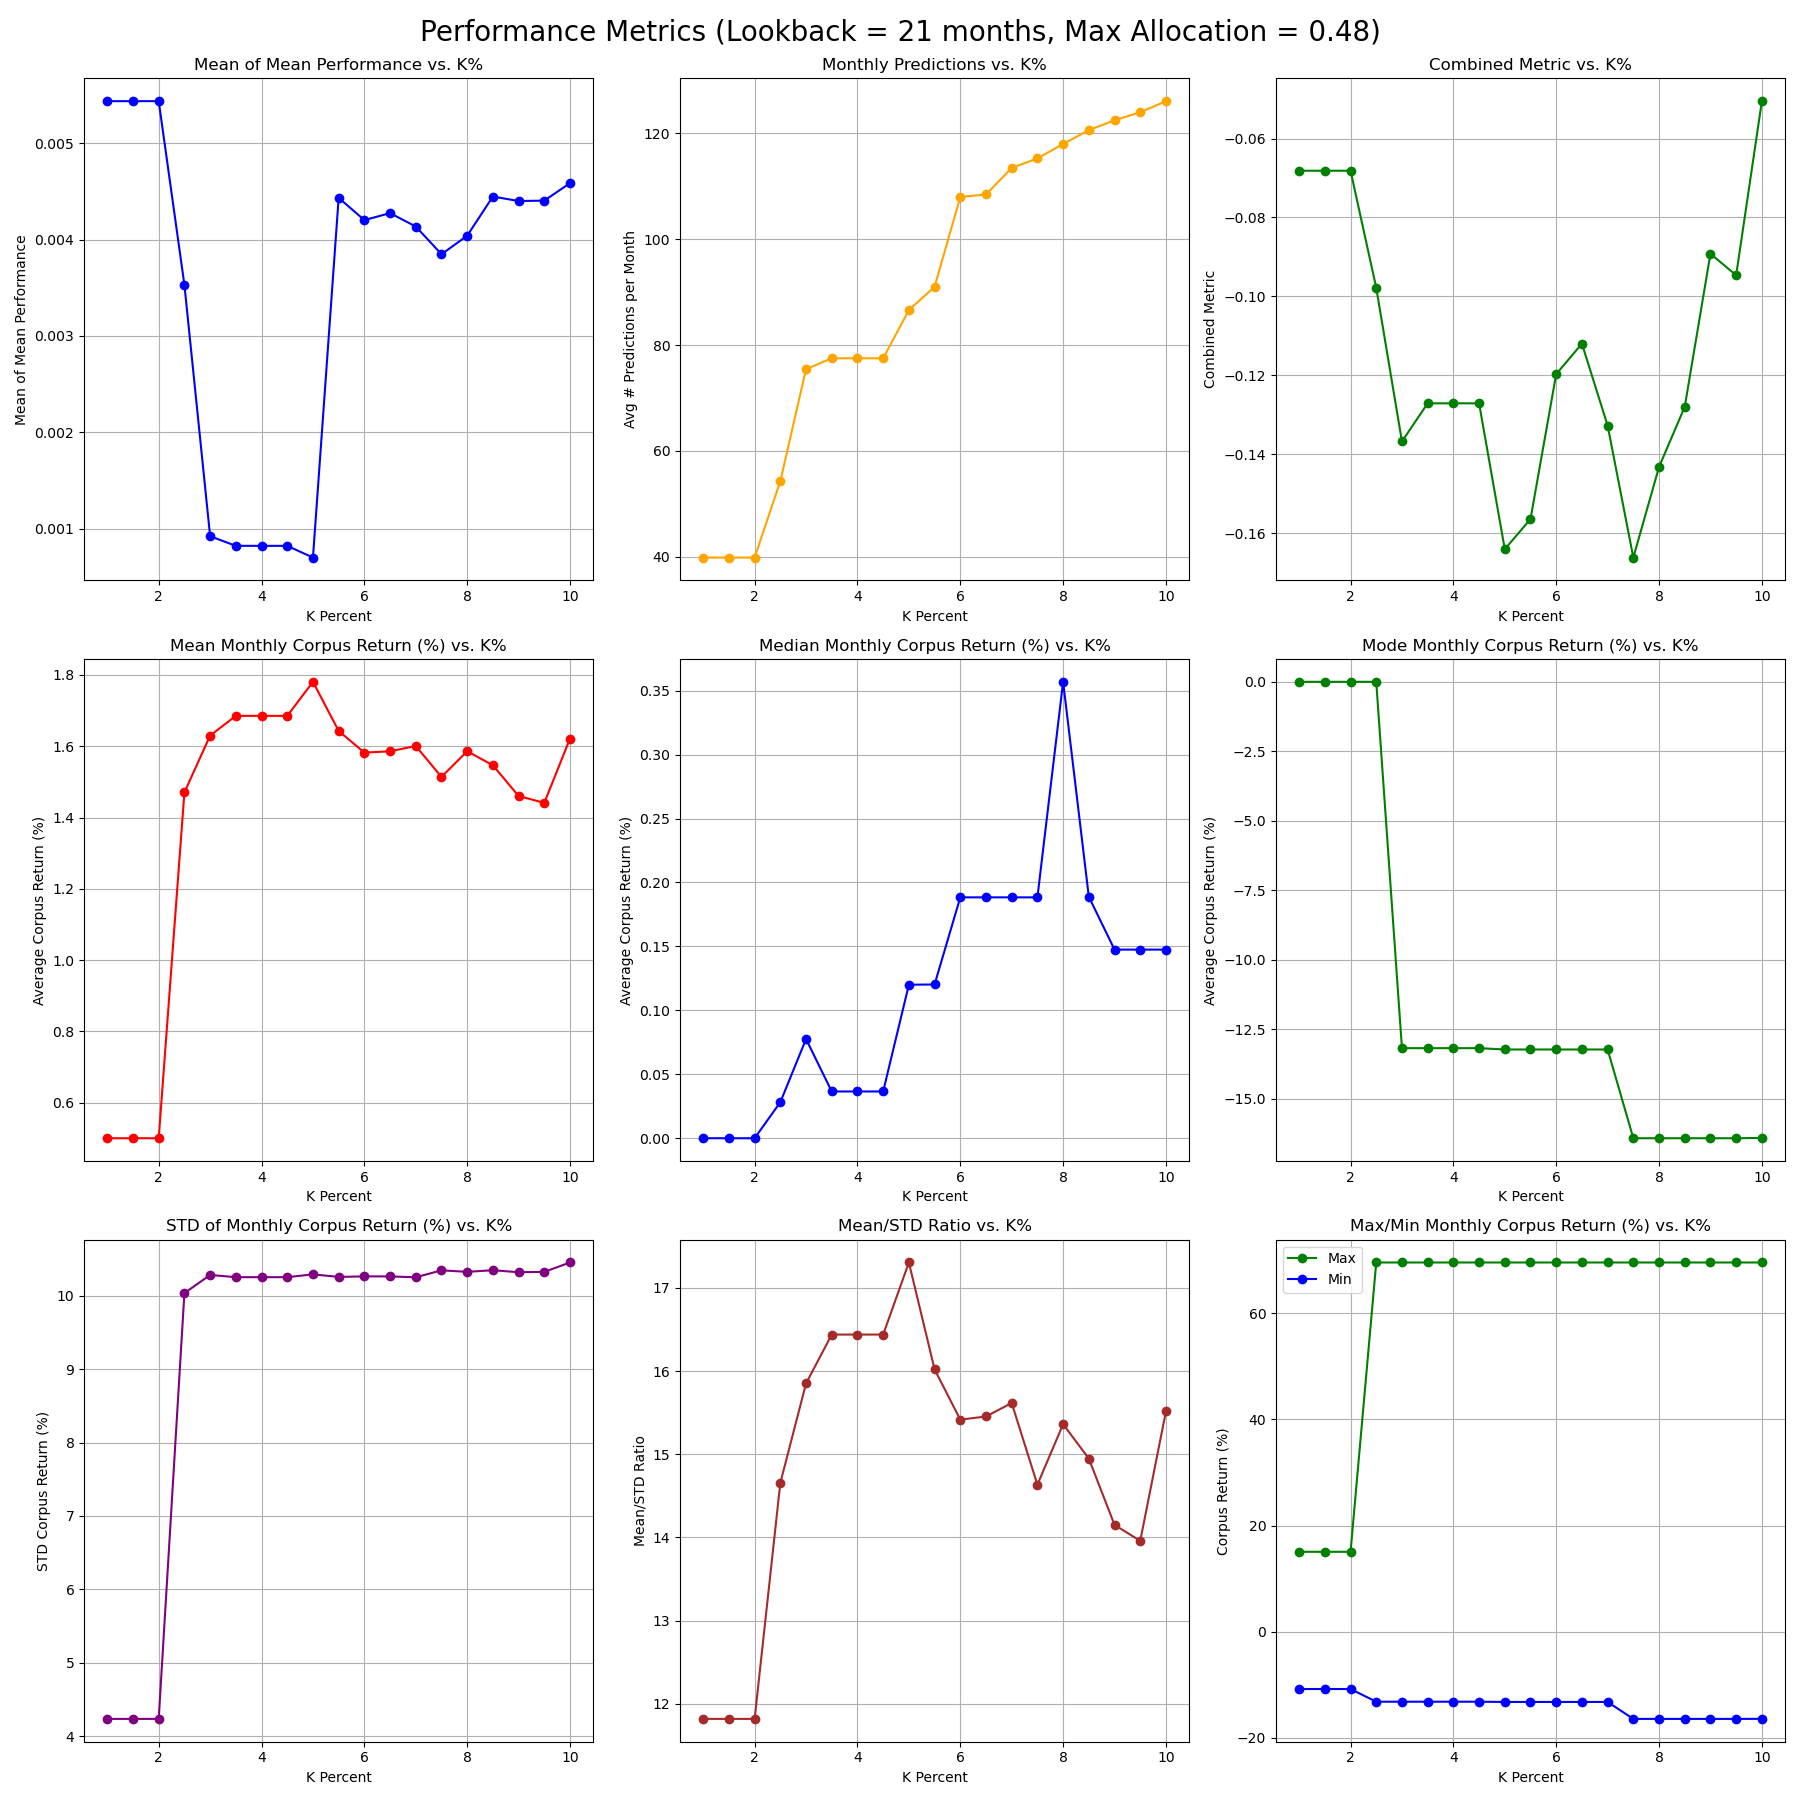 Performance Metrics (Lookback = 21 months, Max Allocation = 0.48)
Mean of Mean Performance vs. K%
Mean of Mean Performance
0.005
0.004
0.003
0.002
0.001
2 4 6 8 10
K Percent
Monthly Predictions vs. K%
Avg # Predictions per Month
120
100
80
60
40
2 4 6 8 10
K Percent
Combined Metric vs. K%
Combined Metric
−0.06
−0.08
−0.10
−0.12
−0.14
−0.16
2 4 6 8 10
K Percent
Mean Monthly Corpus Return (%) vs. K%
Average Corpus Return (%)
1.8
1.6
1.4
1.2
1.0
0.8
0.6
2 4 6 8 10
K Percent
Median Monthly Corpus Return (%) vs. K%
Average Corpus Return (%)
0.35
0.30
0.25
0.20
0.15
0.10
0.05
0.00
2 4 6 8 10
K Percent
Mode Monthly Corpus Return (%) vs. K%
Average Corpus Return (%)
0.0
−2.5
−5.0
−7.5
−10.0
−12.5
−15.0
2 4 6 8 10
K Percent
STD of Monthly Corpus Return (%) vs. K%
STD Corpus Return (%)
10
9
8
7
6
5
4
2 4 6 8 10
K Percent
Mean/STD Ratio vs. K%
Mean/STD Ratio
17
16
15
14
13
12
2 4 6 8 10
K Percent
Max/Min Monthly Corpus Return (%) vs. K%
Max
Min
Corpus Return (%)
60
40
20
0
−20
2 4 6 8 10
K Percent